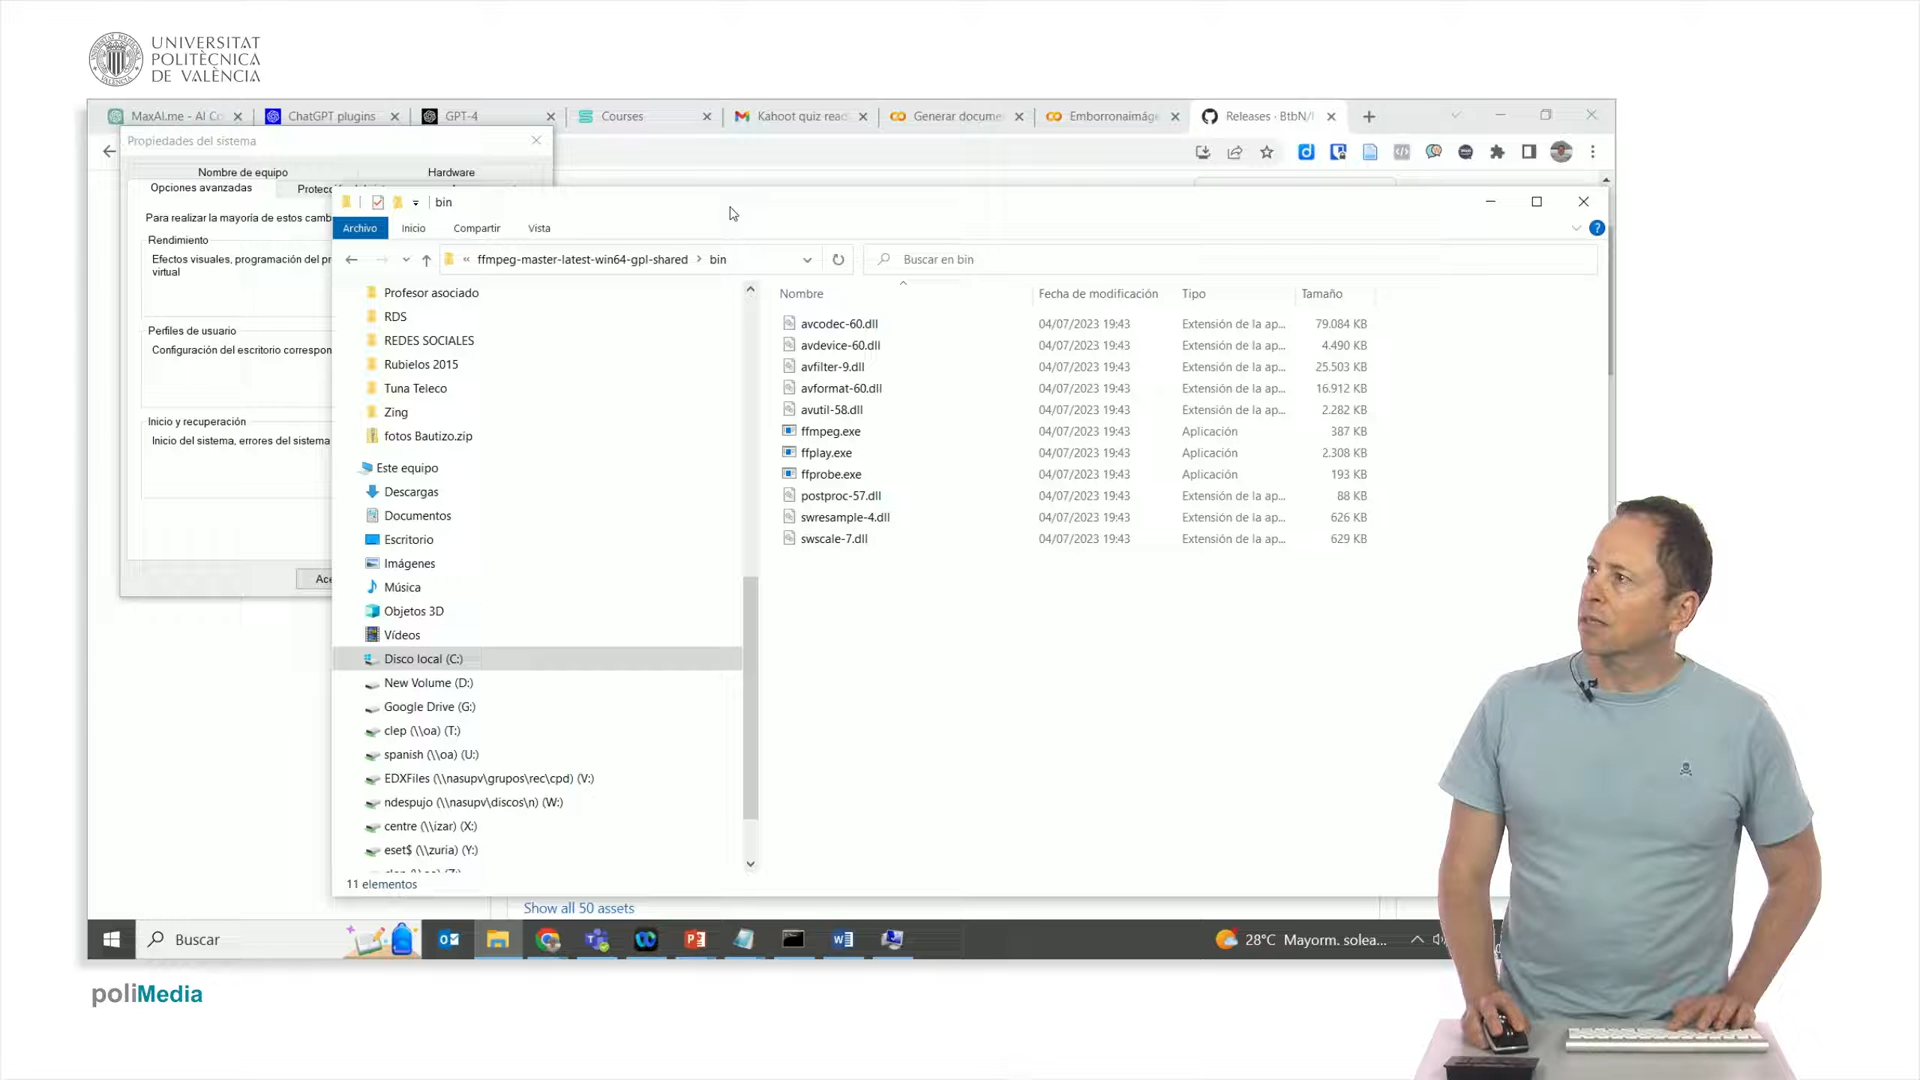 UNIVERSITAT
POLITÈCNICA
DE VALÈNCIA
MaxAI.me - AI Co
ChatGPT plugins
GPT-4
Courses
Kahoot quiz read
Generar docume
Emborronaimág
Releases · BtbN/
Propiedades del sistema
Nombre de equipo
Hardware
Opciones avanzadas
Para realizar la mayoría de estos camb
Rendimiento
Efectos visuales, programación del pr
virtual
Perfiles de usuario
Configuración del escritorio correspon
Inicio y recuperación
Inicio del sistema, errores del sistema
bin
Archivo
Inicio
Compartir
Vista
« ffmpeg-master-latest-win64-gpl-shared > bin
Buscar en bin
Profesor asociado
RDS
REDES SOCIALES
Rubielos 2015
Tuna Teleco
Zing
fotos Bautizo.zip
Este equipo
Descargas
Documentos
Escritorio
Imágenes
Música
Objetos 3D
Vídeos
Disco local (C:)
New Volume (D:)
Google Drive (G:)
clep (\\oa) (T:)
spanish (\\oa) (U:)
EDXFiles (\\nasupv\grupos\rec\cpd) (V:)
ndespujo (\\nasupv\discos\n) (W:)
centre (\\izar) (X:)
eset$ (\\zuria) (Y:)
Nombre Fecha de modificación Tipo Tamaño
avcodec-60.dll 04/07/2023 19:43 Extensión de la ap... 79.084 KB
avdevice-60.dll 04/07/2023 19:43 Extensión de la ap... 4.490 KB
avfilter-9.dll 04/07/2023 19:43 Extensión de la ap... 25.503 KB
avformat-60.dll 04/07/2023 19:43 Extensión de la ap... 16.912 KB
avutil-58.dll 04/07/2023 19:43 Extensión de la ap... 2.282 KB
ffmpeg.exe 04/07/2023 19:43 Aplicación 387 KB
ffplay.exe 04/07/2023 19:43 Aplicación 2.308 KB
ffprobe.exe 04/07/2023 19:43 Aplicación 193 KB
postproc-57.dll 04/07/2023 19:43 Extensión de la ap... 88 KB
swresample-4.dll 04/07/2023 19:43 Extensión de la ap... 626 KB
swscale-7.dll 04/07/2023 19:43 Extensión de la ap... 629 KB
11 elementos
Show all 50 assets
Buscar
28°C Mayorm. solea...
poliMedia